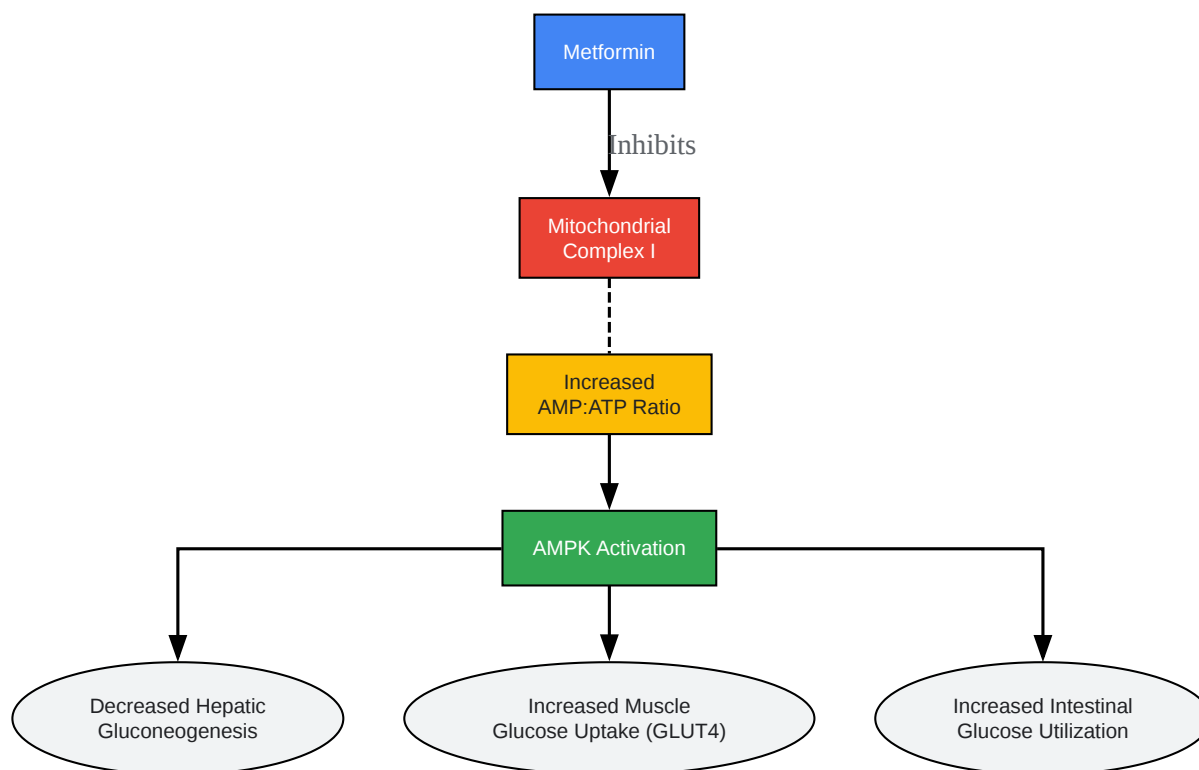 Metformin
Inhibits
Mitochondrial
Complex I
Increased
AMP:ATP Ratio
AMPK Activation
Decreased Hepatic
Gluconeogenesis
Increased Muscle
Glucose Uptake (GLUT4)
Increased Intestinal
Glucose Utilization